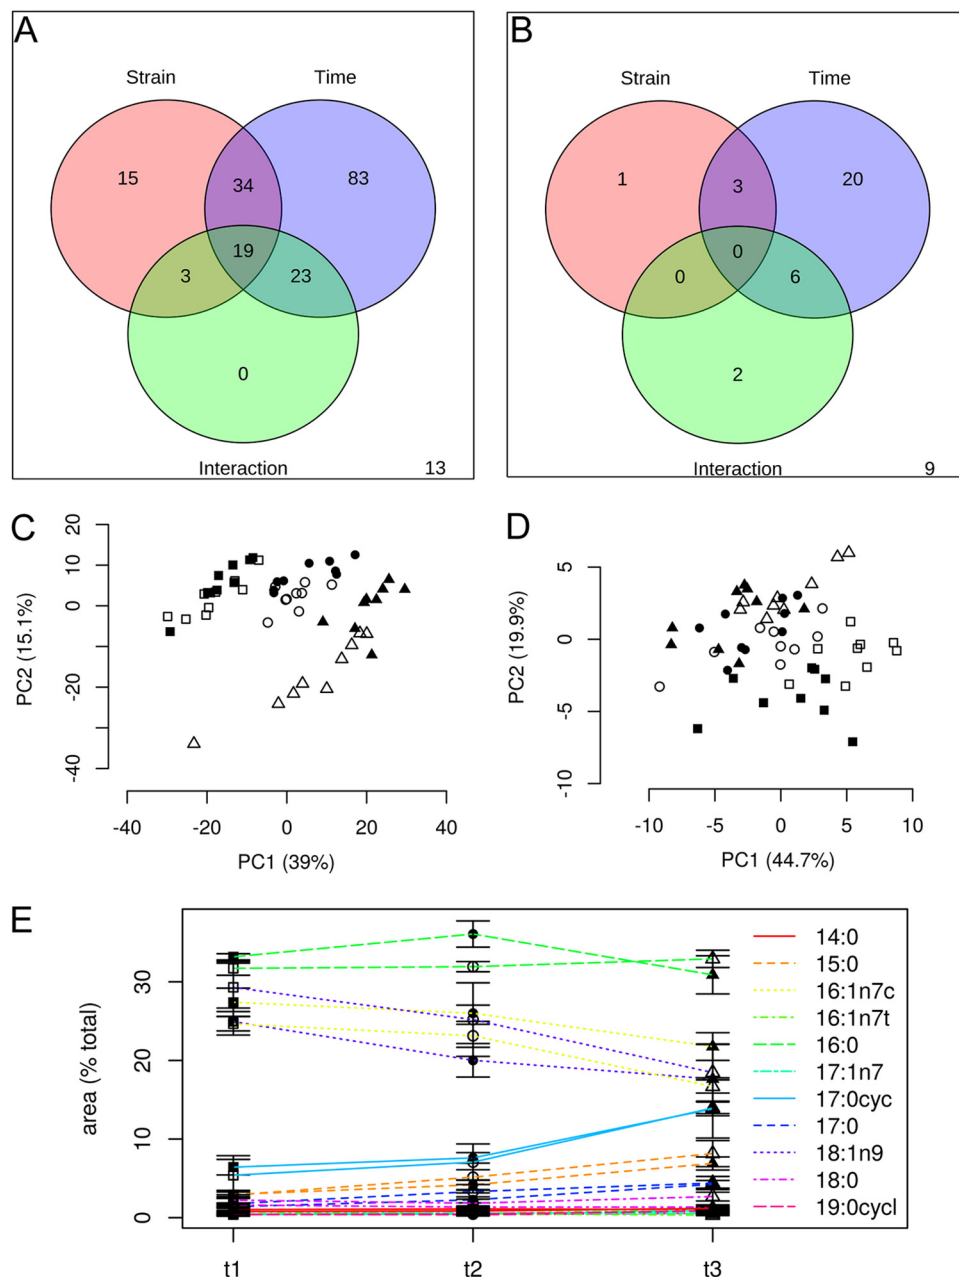 A
B
Strain
Time
Strain
Time
15
34
83
1
3
20
19
0
3
23
0
6
0
2
Interaction
13
Interaction
9
C
D
PC2 (15.1%)
20
10
0
-20
-40
-40
-20
0
20
40
PC1 (39%)
PC2 (19.9%)
5
0
-5
-10
-10
-5
0
5
10
PC1 (44.7%)
E
area (% total)
30
20
10
0
t1
t2
t3
14:0
15:0
16:1n7c
16:1n7t
16:0
17:1n7
17:0cyc
17:0
18:1n9
18:0
19:0cycl